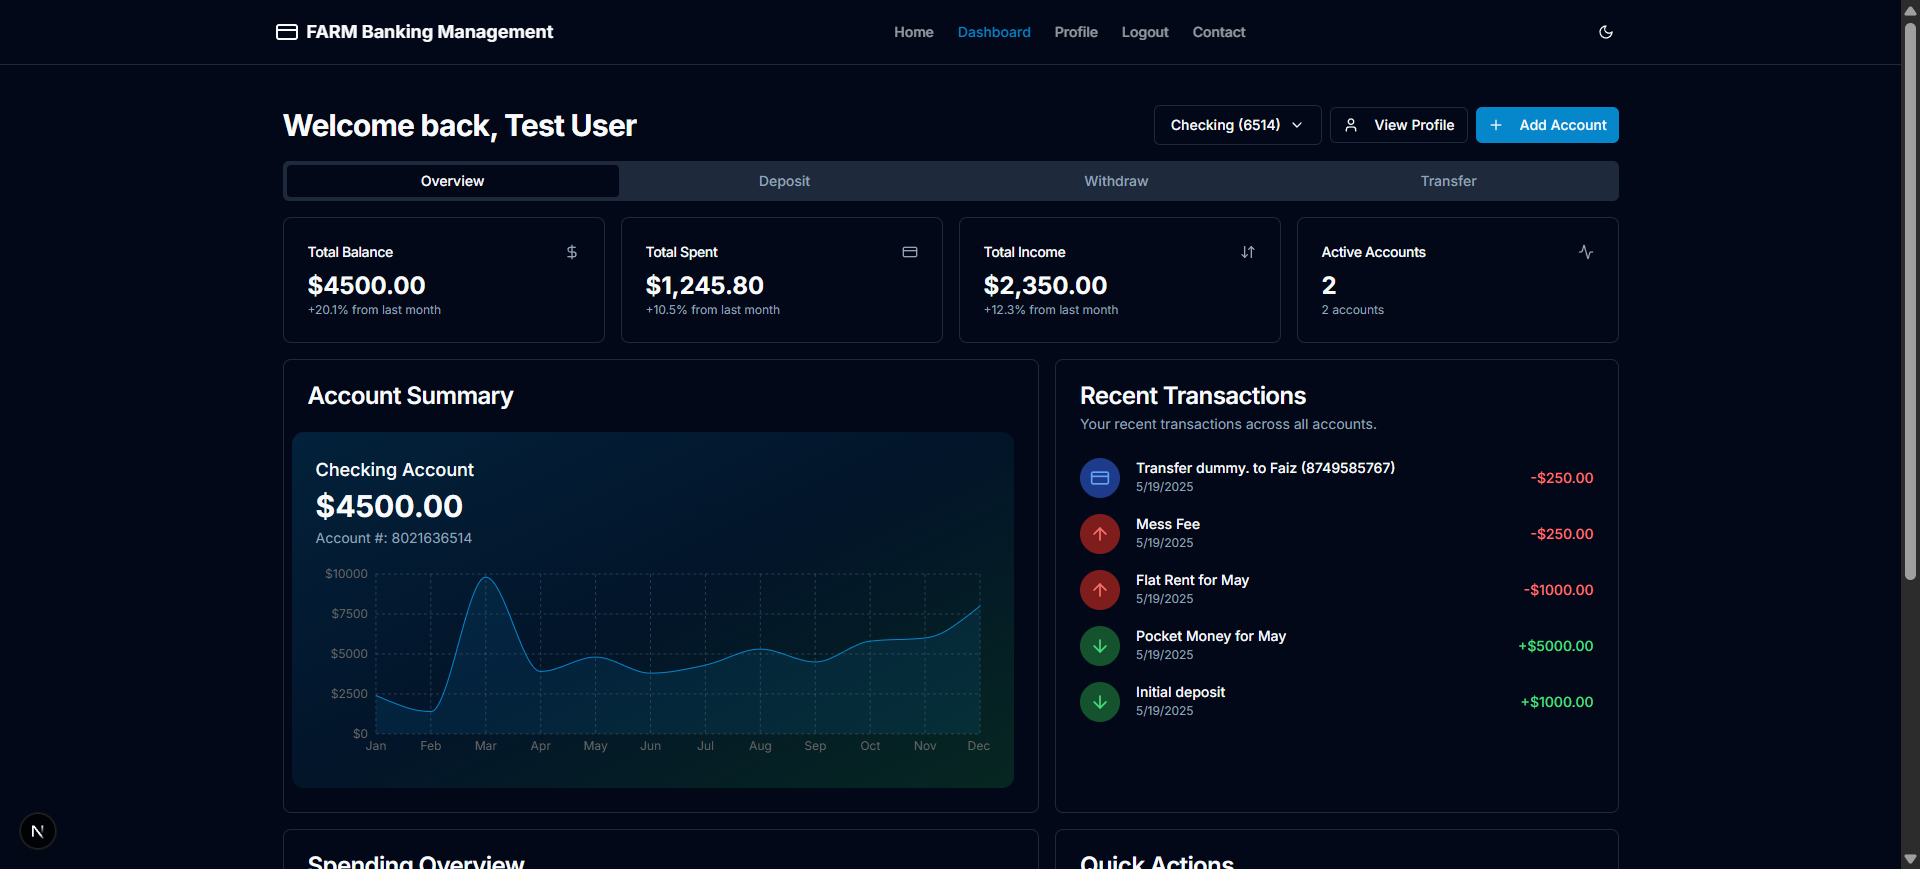 FARM Banking Management
Home Dashboard Profile Logout Contact
Welcome back, Test User
Checking (6514) View Profile Add Account
Overview Deposit Withdraw Transfer
Total Balance
$4500.00
+20.1% from last month
Total Spent
$1,245.80
+10.5% from last month
Total Income
$2,350.00
+12.3% from last month
Active Accounts
2
2 accounts
Account Summary
Checking Account
$4500.00
Account #: 8021636514
$10000
$7500
$5000
$2500
$0
Jan Feb Mar Apr May Jun Jul Aug Sep Oct Nov Dec
Recent Transactions
Your recent transactions across all accounts.
Transfer dummy. to Faiz (8749585767)
5/19/2025
-$250.00
Mess Fee
5/19/2025
-$250.00
Flat Rent for May
5/19/2025
-$1000.00
Pocket Money for May
5/19/2025
+$5000.00
Initial deposit
5/19/2025
+$1000.00
N
Spending Overview
Quick Actions